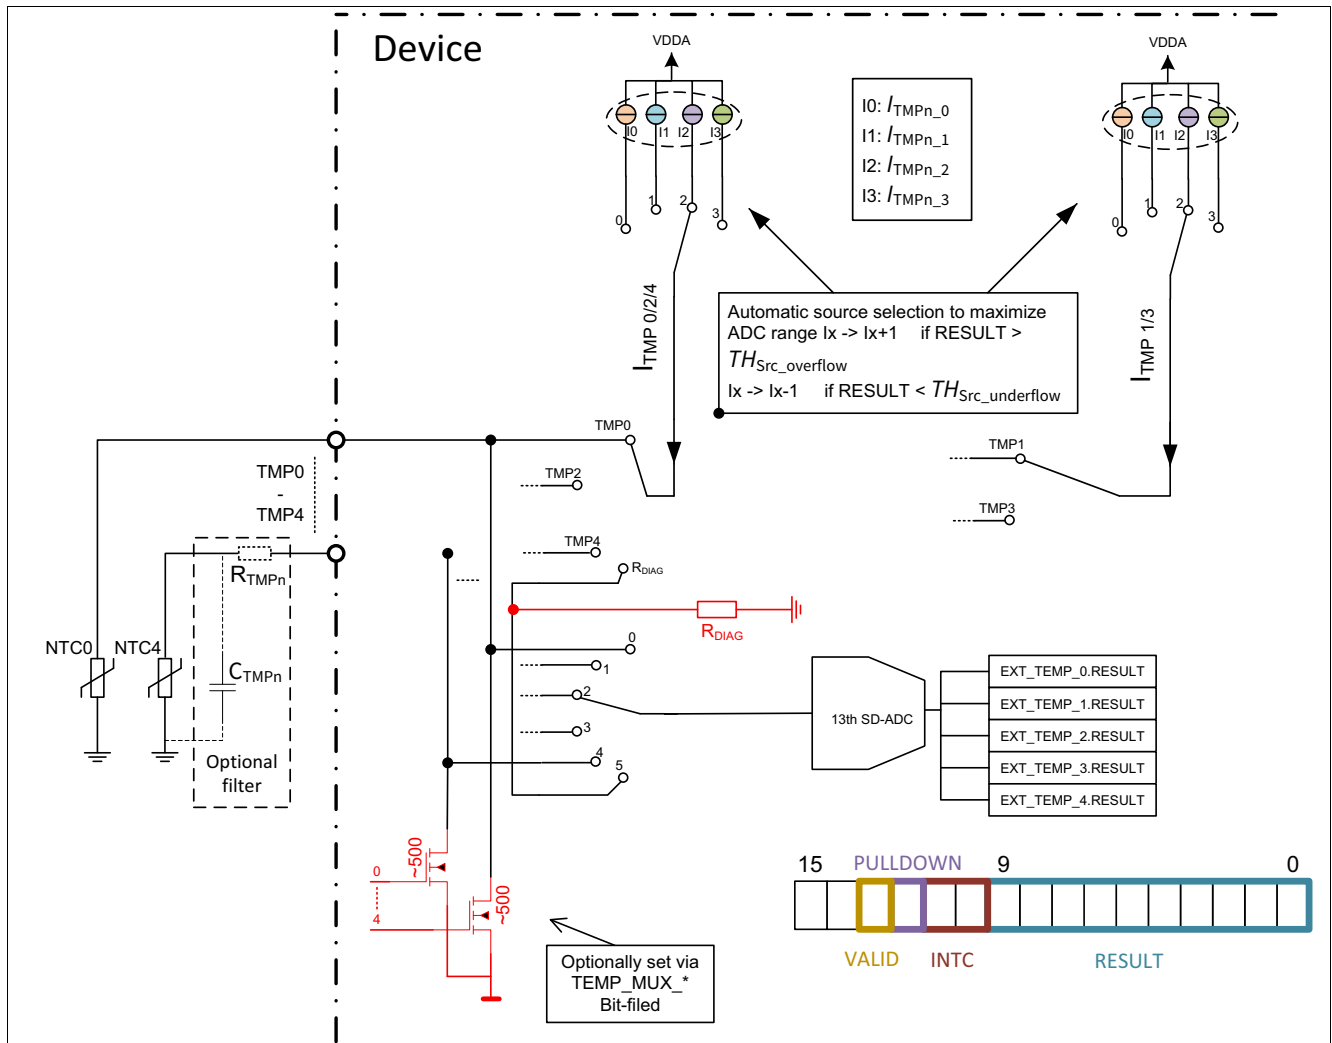 Device
VDDA
I0 I1 I2 I3
0 1 2 3
I0: ITMPn_0
I1: ITMPn_1
I2: ITMPn_2
I3: ITMPn_3
VDDA
I0 I1 I2 I3
0 1 2 3
ITMP 0/2/4
Automatic source selection to maximize
ADC range Ix -> Ix+1 if RESULT >
THSrc_overflow
Ix -> Ix-1 if RESULT < THSrc_underflow
ITMP 1/3
TMP0
TMP2
TMP4
RDIAG
TMP1
TMP3
TMP0
-
TMP4
RTMPn
NTC0
NTC4
CTMPn
Optional
filter
RDIAG
0
1
2
3
4
5
13th SD-ADC
EXT_TEMP_0.RESULT
EXT_TEMP_1.RESULT
EXT_TEMP_2.RESULT
EXT_TEMP_3.RESULT
EXT_TEMP_4.RESULT
~500
~500
0
4
Optionally set via
TEMP_MUX_*
Bit-filed
15 PULLDOWN 9 0
VALID INTC RESULT